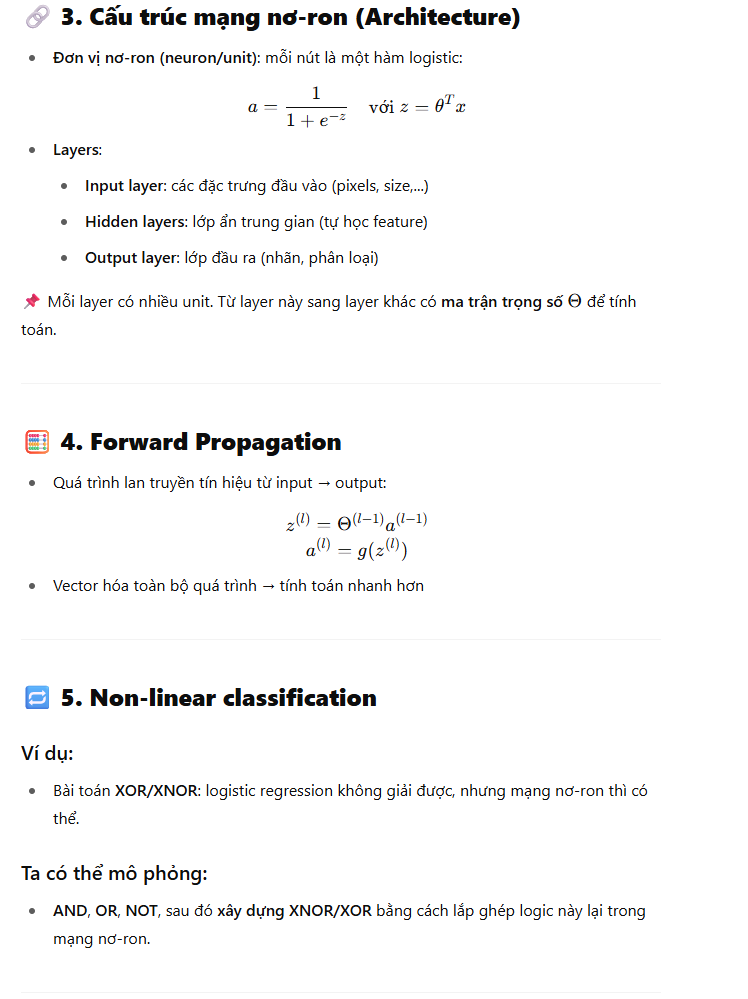 🔗 3. Cấu trúc mạng nơ-ron (Architecture)
• Đơn vị nơ-ron (neuron/unit): mỗi nút là một hàm logistic:
a = 1 / (1 + e^{-z}) với z = θ^T x
• Layers:
• Input layer: các đặc trưng đầu vào (pixels, size,...)
• Hidden layers: lớp ẩn trung gian (tự học feature)
• Output layer: lớp đầu ra (nhãn, phân loại)
📌 Mỗi layer có nhiều unit. Từ layer này sang layer khác có ma trận trọng số Θ để tính
toán.
🧮 4. Forward Propagation
• Quá trình lan truyền tín hiệu từ input → output:
z^{(l)} = Θ^{(l−1)} a^{(l−1)}
a^{(l)} = g(z^{(l)})
• Vector hóa toàn bộ quá trình → tính toán nhanh hơn
🔁 5. Non-linear classification
Ví dụ:
• Bài toán XOR/XNOR: logistic regression không giải được, nhưng mạng nơ-ron thì có
thể.
Ta có thể mô phỏng:
• AND, OR, NOT, sau đó xây dựng XNOR/XOR bằng cách lắp ghép logic này lại trong
mạng nơ-ron.